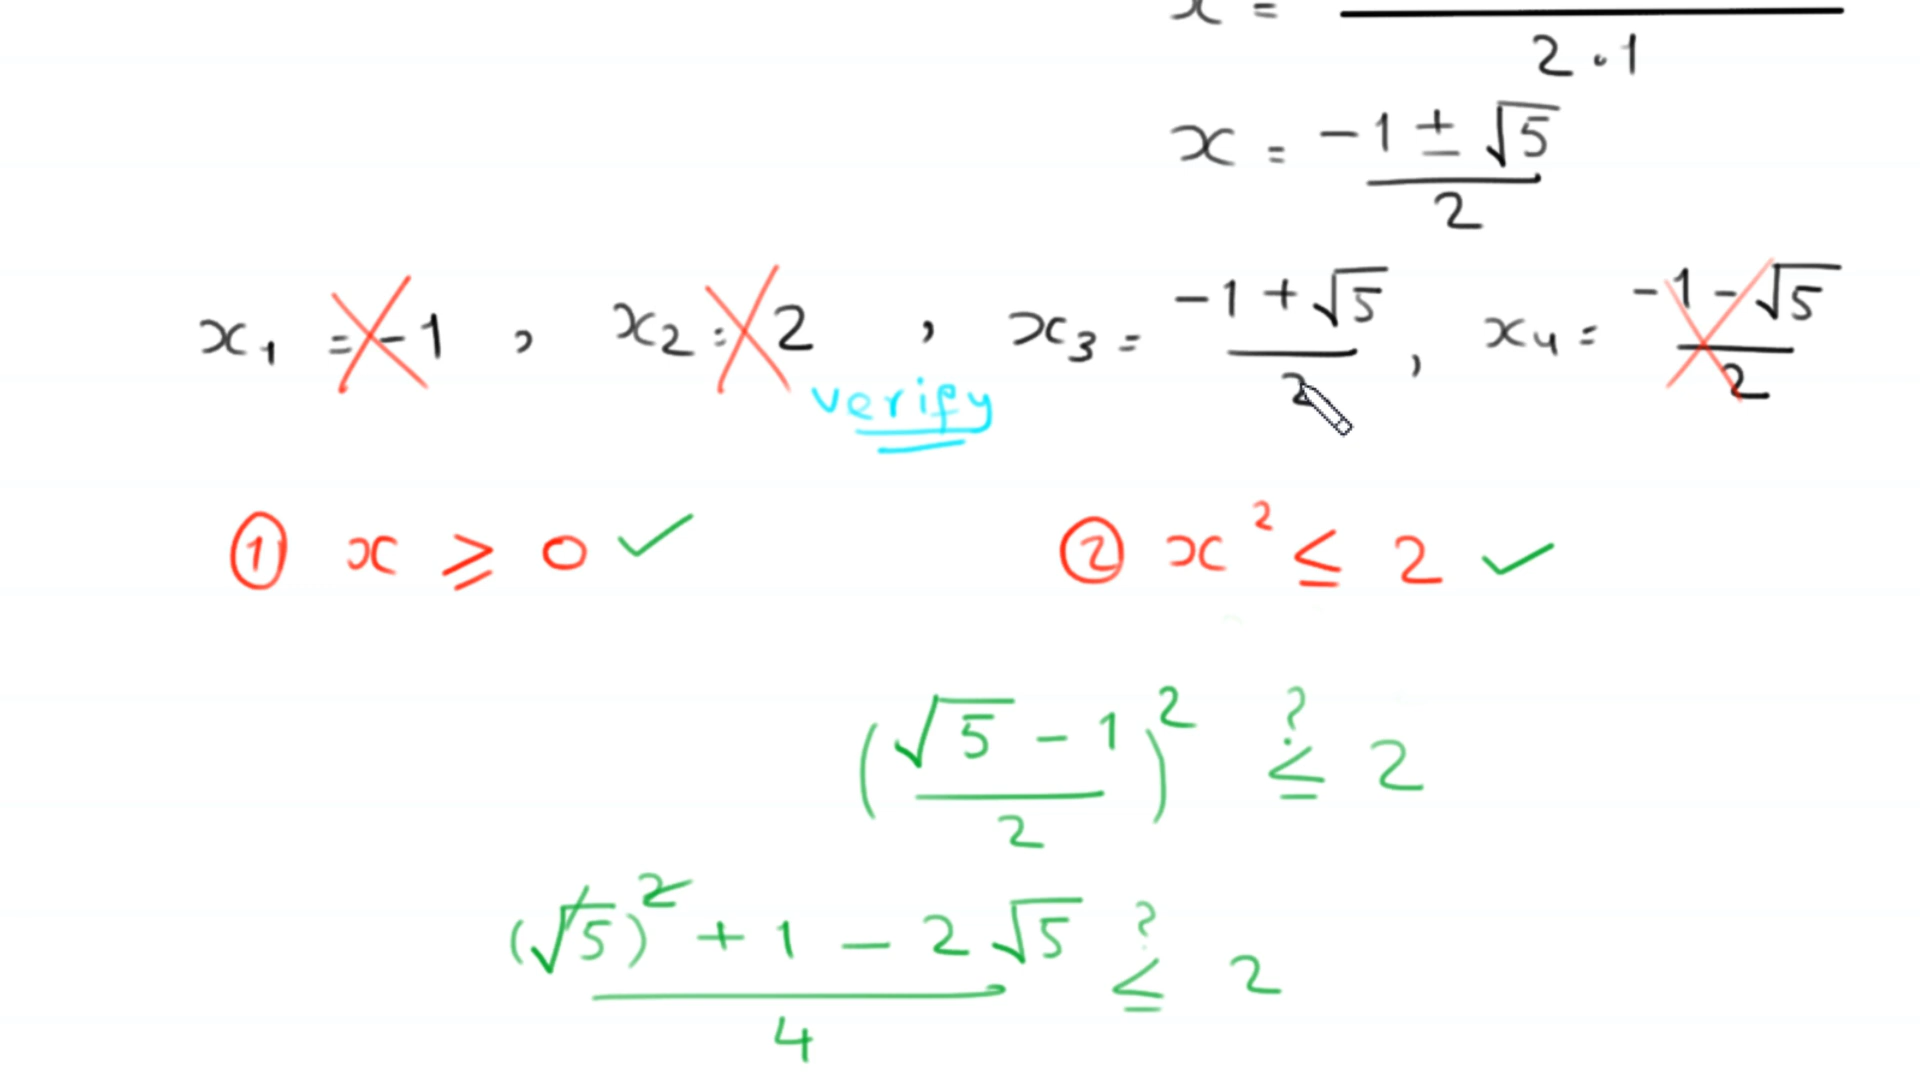 x =
2 · 1
x = (-1 ± √5)/2
x₁ = -1 , x₂ = 2 , x₃ = (-1 + √5)/2 , x₄ = (-1 - √5)/2
verify
① x ≥ 0 ✓ ② x² ≤ 2 ✓
((√5 - 1)/2)² ≤? 2
((√5)² + 1 - 2√5)/4 ≤? 2